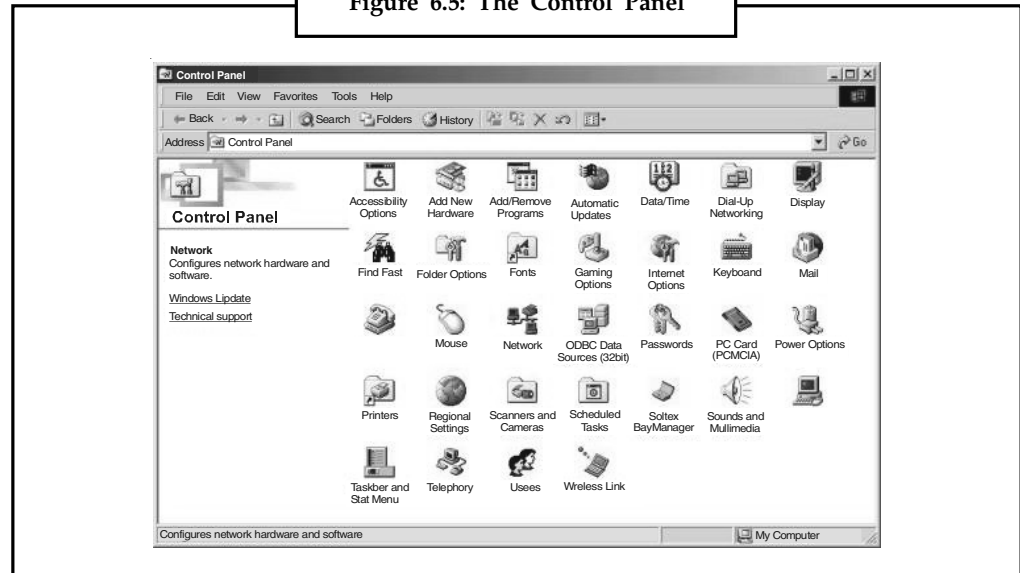 Figure 6.5: The Control Panel
Control Panel
File Edit View Favorites Tools Help
Back Search Folders History
Address Control Panel Go
Control Panel
Network
Configures network hardware and
software.
Windows Lipdate
Technical support
Accessibility
Options
Add New
Hardware
Add/Remove
Programs
Automatic
Updates
Data/Time
Dial-Up
Networking
Display
Find Fast
Folder Options
Fonts
Gaming
Options
Internet
Options
Keyboand
Mail
Mouse
Network
ODBC Data
Sources (32bit)
Passwords
PC Card
(PCMCIA)
Power Options
Printers
Regional
Settings
Scanners and
Cameras
Scheduled
Tasks
Soltex
BayManager
Sounds and
Mullimedia
Taskber and
Stat Menu
Telephory
Usees
Wreless Link
Configures network hardware and software
My Computer